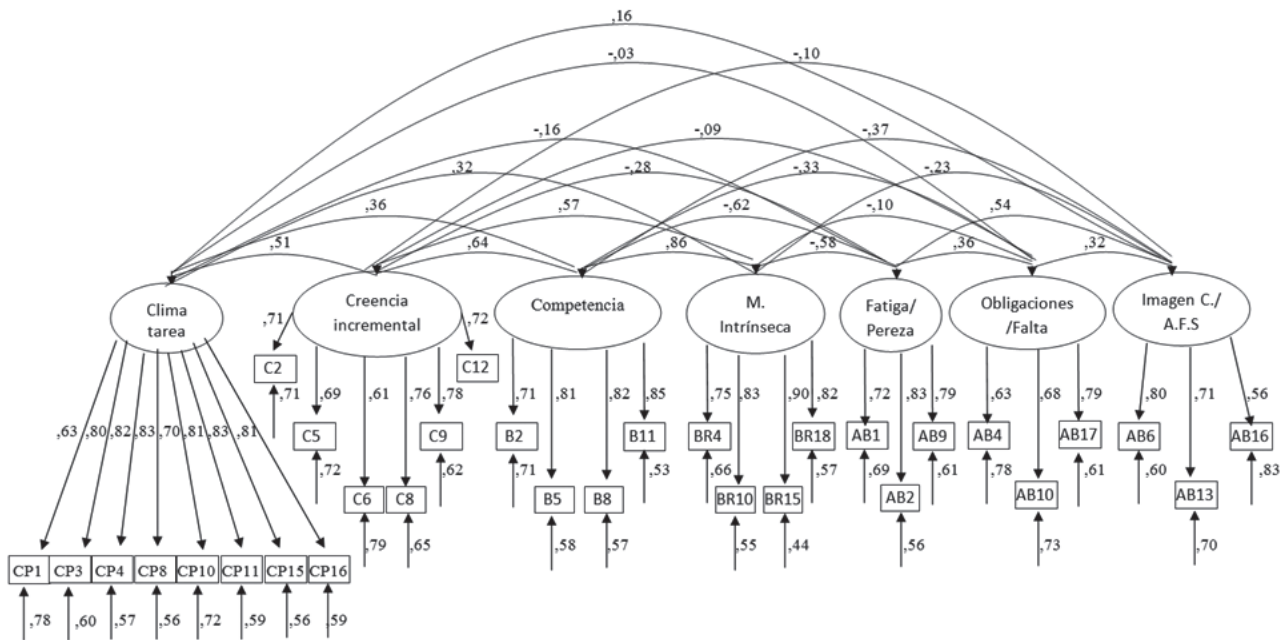 ,16
-,03 -,10
-,16 -,09 -,37
,32 -,28 -,33 -,23
,36 ,57 -,62 -,10 ,54
,51 ,64 ,86 -,58 ,36 ,32
Clima
tarea
Creencia
incremental
Competencia
M.
Intrínseca
Fatiga/
Pereza
Obligaciones
/Falta
Imagen C./
A.F.S
,71 ,72
C2 C12
,71 ,69 ,61 ,76 ,78 ,71 ,81 ,82 ,85 ,75 ,83 ,90 ,82 ,72 ,83 ,79 ,63 ,68 ,79 ,80 ,71 ,56
,63 ,80 ,82 ,83 ,70 ,81 ,83 ,81
C5 C9 B2 B11 BR4 BR18 AB1 AB9 AB4 AB17 AB6 AB16
,72 ,62 ,71 ,53 ,66 ,57 ,69 ,61 ,78 ,61 ,60 ,83
C6 C8 B5 B8 BR10 BR15 AB2 AB10 AB13
,79 ,65 ,58 ,57 ,55 ,44 ,56 ,73 ,70
CP1 CP3 CP4 CP8 CP10 CP11 CP15 CP16
,78 ,60 ,57 ,56 ,72 ,59 ,56 ,59